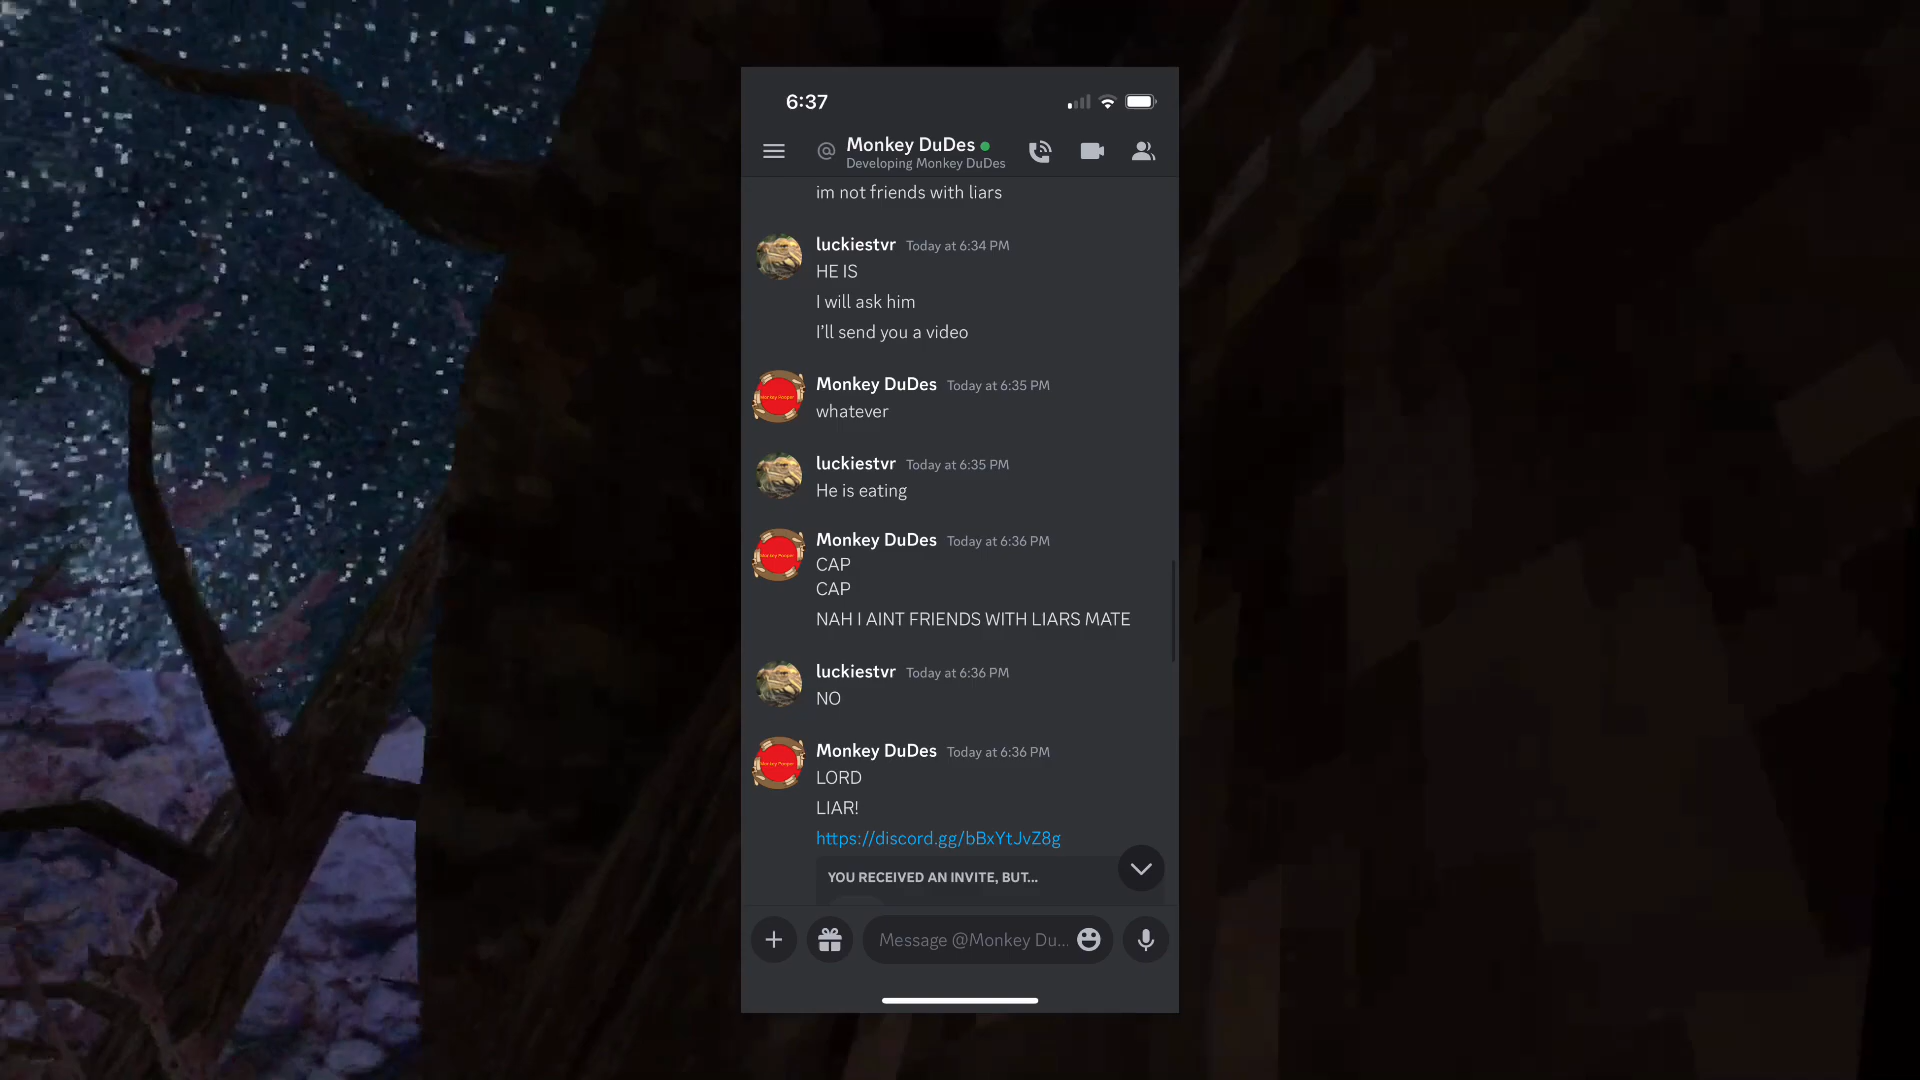 6:37
@ Monkey DuDes
Developing Monkey DuDes
im not friends with liars
luckiestvr Today at 6:34 PM
HE IS
I will ask him
I'll send you a video
Monkey DuDes Today at 6:35 PM
whatever
luckiestvr Today at 6:35 PM
He is eating
Monkey DuDes Today at 6:36 PM
CAP
CAP
NAH I AINT FRIENDS WITH LIARS MATE
luckiestvr Today at 6:36 PM
NO
Monkey DuDes Today at 6:36 PM
LORD
LIAR!
https://discord.gg/bBxYtJvZ8g
YOU RECEIVED AN INVITE, BUT...
Message @Monkey Du...